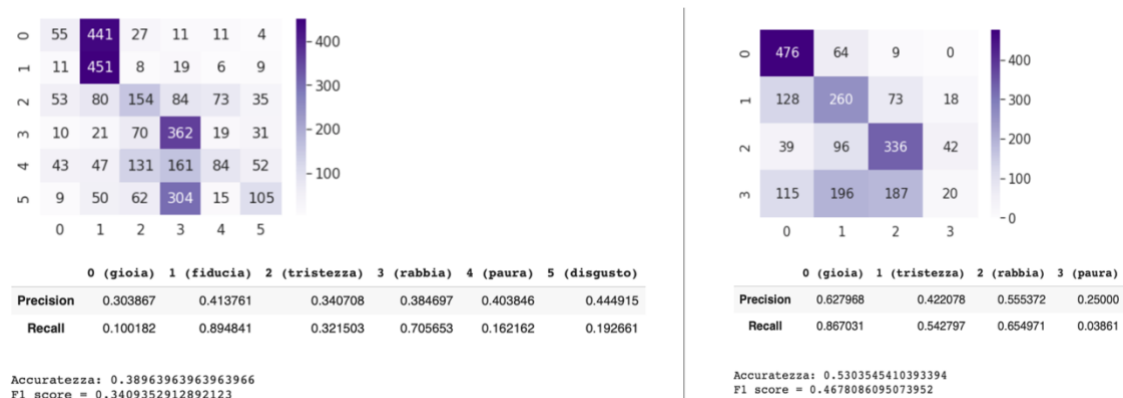 0 55 441 27 11 11 4
1 11 451 8 19 6 9
2 53 80 154 84 73 35
3 10 21 70 362 19 31
4 43 47 131 161 84 52
5 9 50 62 304 15 105
0 1 2 3 4 5
400
300
200
100
0 (gioia) 1 (fiducia) 2 (tristezza) 3 (rabbia) 4 (paura) 5 (disgusto)
Precision 0.303867 0.413761 0.340708 0.384697 0.403846 0.444915
Recall 0.100182 0.894841 0.321503 0.705653 0.162162 0.192661
Accuratezza: 0.38963963963963966
F1 score = 0.3409352912892123
0 476 64 9 0
1 128 260 73 18
2 39 96 336 42
3 115 196 187 20
0 1 2 3
400
300
200
100
0
0 (gioia) 1 (tristezza) 2 (rabbia) 3 (paura)
Precision 0.627968 0.422078 0.555372 0.25000
Recall 0.867031 0.542797 0.654971 0.03861
Accuratezza: 0.5303545410393394
F1 score = 0.4678086095073952